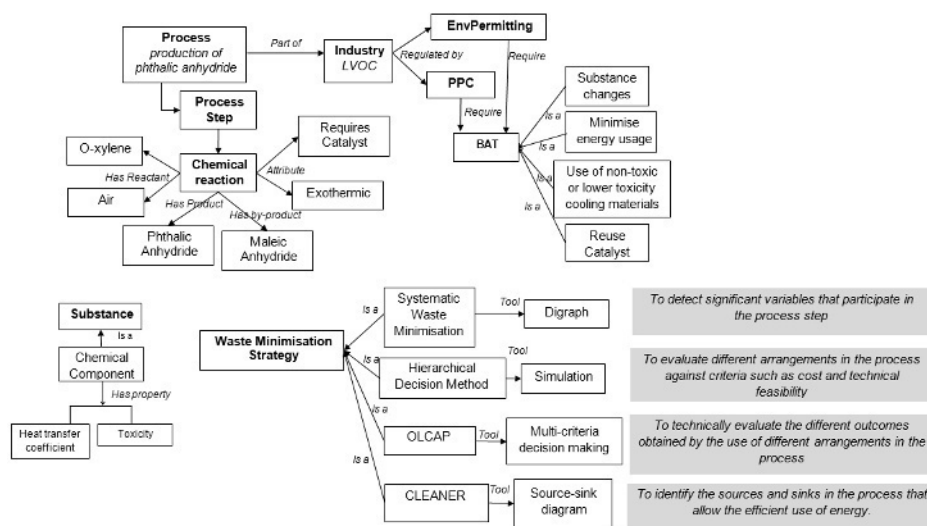 Process
production of
phthalic anhydride
Part of
Industry
LVOC
Regulated by
EnvPermitting
PPC
Require
Require
BAT
Substance
changes
Minimise
energy usage
Use of non-toxic
or lower toxicity
cooling materials
Reuse
Catalyst
Is a
Is a
Is a
Is a
Process
Step
O-xylene
Air
Has Reactant
Chemical
reaction
Attribute
Requires
Catalyst
Exothermic
Has Product
Has by-product
Phthalic
Anhydride
Maleic
Anhydride
Substance
Is a
Chemical
Component
Has property
Heat transfer
coefficient
Toxicity
Waste Minimisation
Strategy
Is a
Is a
Is a
Is a
Systematic
Waste
Minimisation
Tool
Digraph
To detect significant variables that participate in
the process step
Hierarchical
Decision Method
Tool
Simulation
To evaluate different arrangements in the process
against criteria such as cost and technical
feasibility
OLCAP
Tool
Multi-criteria
decision making
To technically evaluate the different outcomes
obtained by the use of different arrangements in the
process
CLEANER
Tool
Source-sink
diagram
To identify the sources and sinks in the process that
allow the efficient use of energy.